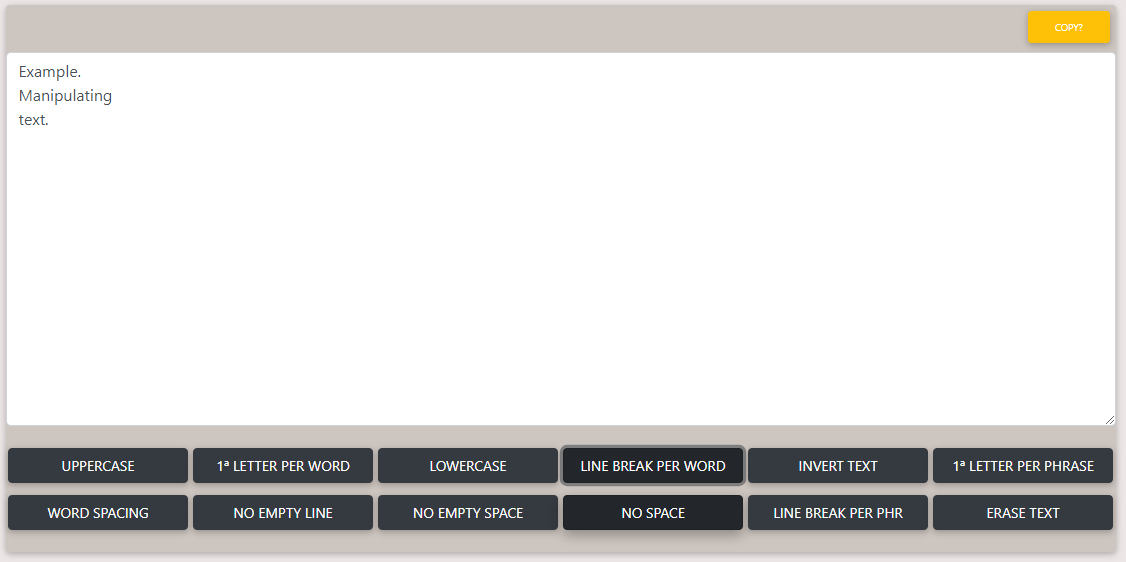 COPY?
Example.
Manipulating
text.
UPPERCASE
1ª LETTER PER WORD
LOWERCASE
LINE BREAK PER WORD
INVERT TEXT
1ª LETTER PER PHRASE
WORD SPACING
NO EMPTY LINE
NO EMPTY SPACE
NO SPACE
LINE BREAK PER PHR
ERASE TEXT